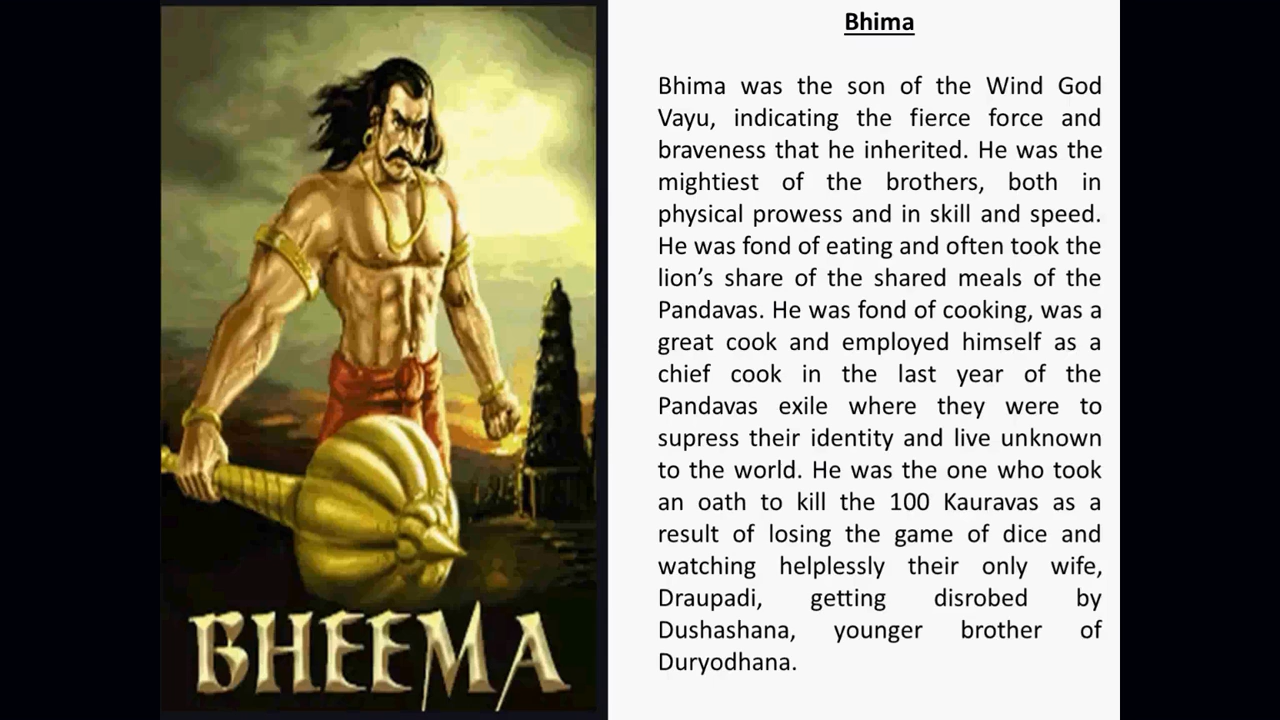 BHEEMA
Bhima
Bhima was the son of the Wind God
Vayu, indicating the fierce force and
braveness that he inherited. He was the
mightiest of the brothers, both in
physical prowess and in skill and speed.
He was fond of eating and often took the
lion’s share of the shared meals of the
Pandavas. He was fond of cooking, was a
great cook and employed himself as a
chief cook in the last year of the
Pandavas exile where they were to
supress their identity and live unknown
to the world. He was the one who took
an oath to kill the 100 Kauravas as a
result of losing the game of dice and
watching helplessly their only wife,
Draupadi, getting disrobed by
Dushashana, younger brother of
Duryodhana.